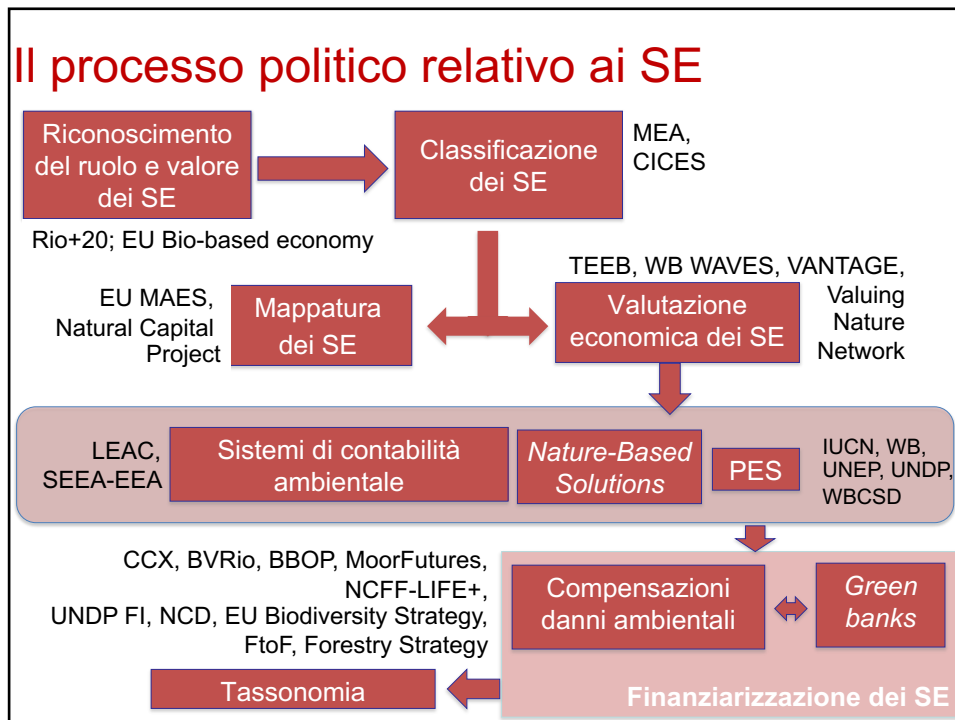 Il processo politico relativo ai SE
Riconoscimento
del ruolo e valore
dei SE
Classificazione
dei SE
MEA,
CICES
Rio+20; EU Bio-based economy
EU MAES,
Natural Capital
Project
Mappatura
dei SE
TEEB, WB WAVES, VANTAGE,
Valuing
Nature
Network
Valutazione
economica dei SE
LEAC,
SEEA-EEA
Sistemi di contabilità
ambientale
Nature-Based
Solutions
PES
IUCN, WB,
UNEP, UNDP,
WBCSD
CCX, BVRio, BBOP, MoorFutures,
NCFF-LIFE+,
UNDP FI, NCD, EU Biodiversity Strategy,
FtoF, Forestry Strategy
Compensazioni
danni ambientali
Green
banks
Tassonomia
Finanziarizzazione dei SE